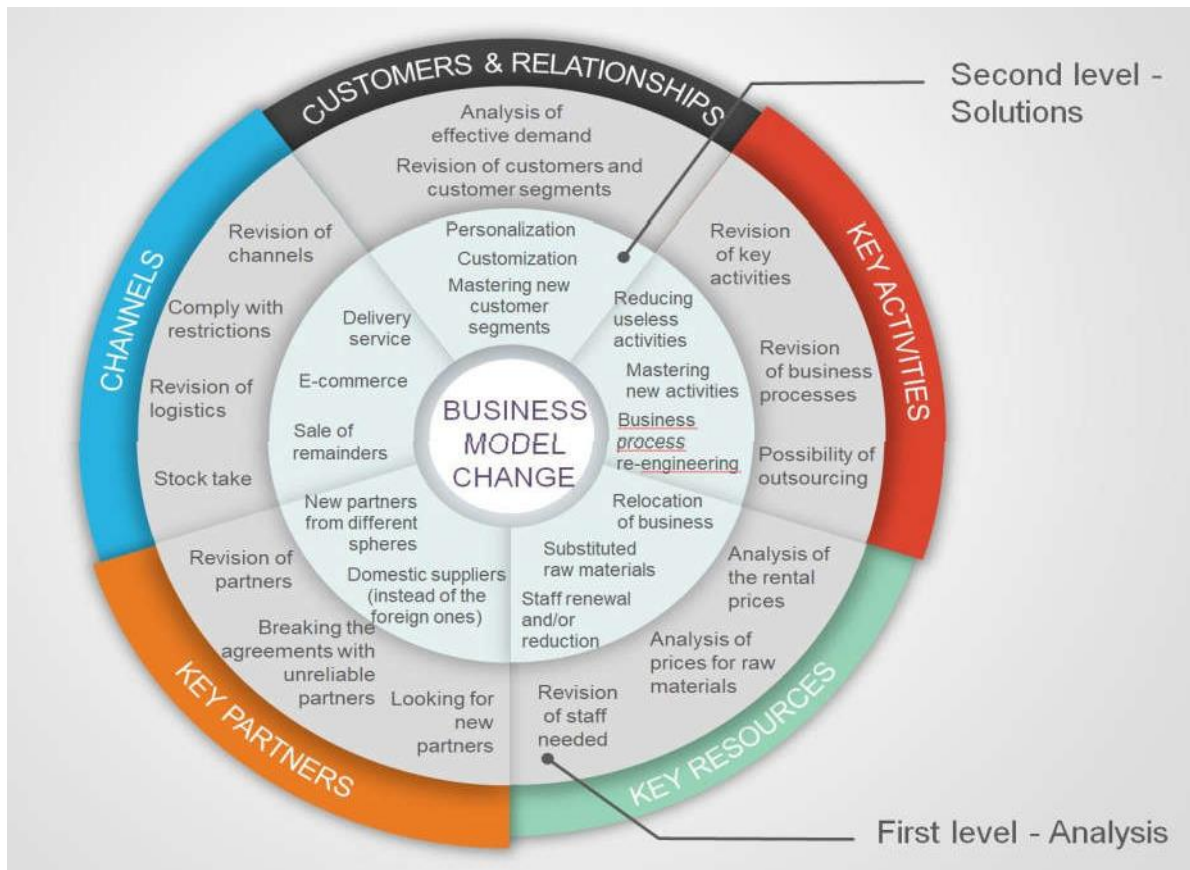 CUSTOMERS & RELATIONSHIPS
Analysis of
effective demand
Revision of customers and
customer segments
Personalization
Customization
Mastering new
customer
segments
Second level -
Solutions
KEY ACTIVITIES
Revision
of key
activities
Revision
of business
processes
Possibility of
outsourcing
Reducing
useless
activities
Mastering
new activities
Business
process
re-engineering
KEY RESOURCES
Analysis of
the rental
prices
Analysis of
prices for raw
materials
Revision
of staff
needed
Relocation
of business
Substituted
raw materials
Staff renewal
and/or
reduction
First level - Analysis
KEY PARTNERS
Revision of
partners
Breaking the
agreements with
unreliable
partners
Looking for
new
partners
New partners
from different
spheres
Domestic suppliers
(instead of the
foreign ones)
CHANNELS
Revision of
channels
Comply with
restrictions
Revision of
logistics
Stock take
Delivery
service
E-commerce
Sale of
remainders
BUSINESS
MODEL
CHANGE